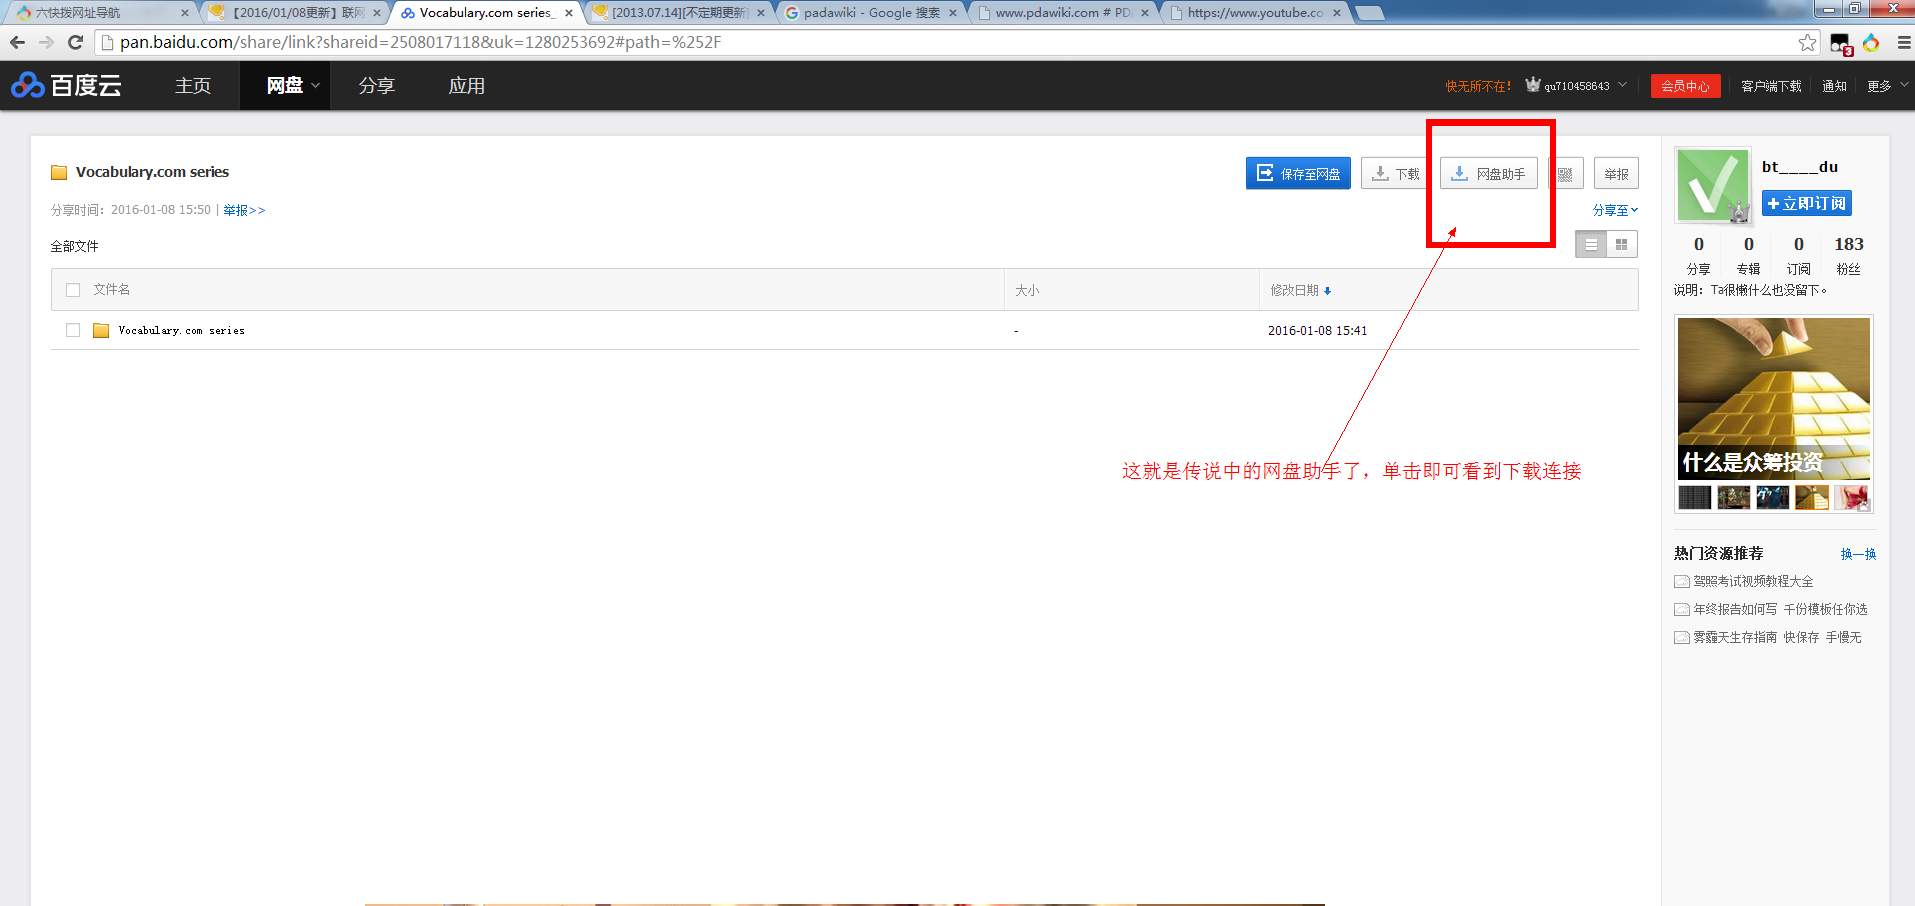 六快拨网址导航
【2016/01/08更新】联网
Vocabulary.com series_
[2013.07.14][不定期更新]
padawiki - Google 搜索
www.pdawiki.com # PD
https://www.youtube.co
pan.baidu.com/share/link?shareid=2508017118&uk=1280253692#path=%252F
3
百度云
主页
网盘
分享
应用
快无所不在!
qu710458643
会员中心
客户端下载
通知
更多
Vocabulary.com series
保存至网盘
下载
网盘助手
举报
分享时间：2016-01-08 15:50 | 举报>>
分享至
全部文件
文件名
大小
修改日期
Vocabulary.com series
-
2016-01-08 15:41
这就是传说中的网盘助手了，单击即可看到下载连接
bt____du
+立即订阅
0 0 0 183
分享 专辑 订阅 粉丝
说明：Ta很懒什么也没留下。
什么是众筹投资
热门资源推荐
换一换
驾照考试视频教程大全
年终报告如何写 千份模板任你选
雾霾天生存指南 快保存 手慢无